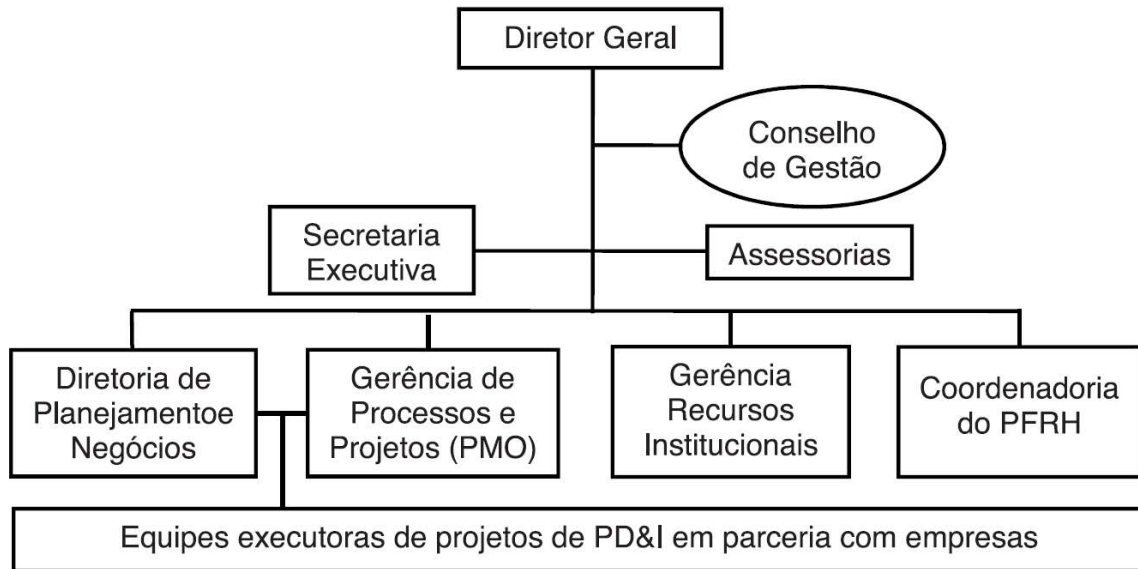 Diretor Geral
Conselho
de Gestão
Secretaria
Executiva
Assessorias
Diretoria de
Planejamentoe
Negócios
Gerência de
Processos e
Projetos (PMO)
Gerência
Recursos
Institucionais
Coordenadoria
do PFRH
Equipes executoras de projetos de PD&I em parceria com empresas